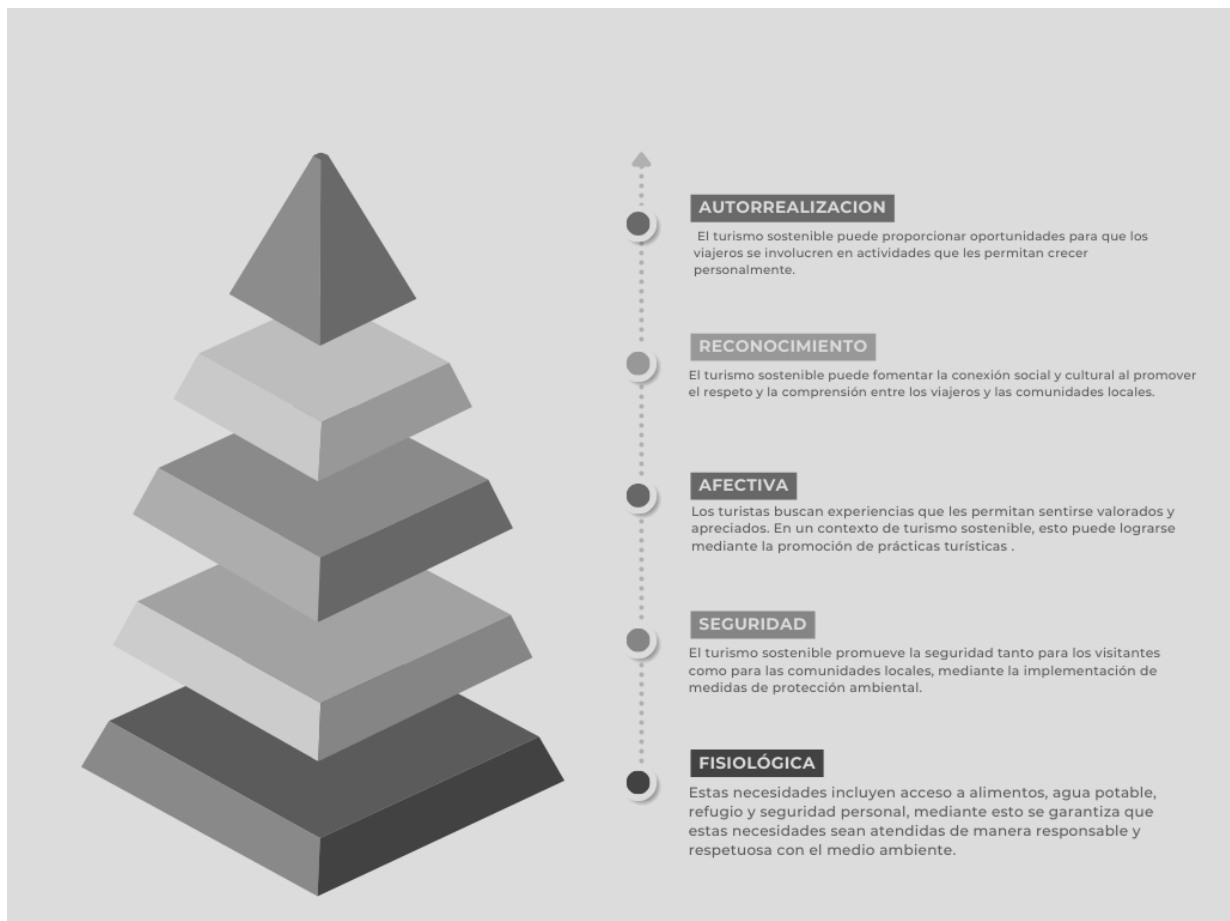 AUTORREALIZACION
El turismo sostenible puede proporcionar oportunidades para que los
viajeros se involucren en actividades que les permitan crecer
personalmente.
RECONOCIMIENTO
El turismo sostenible puede fomentar la conexión social y cultural al promover
el respeto y la comprensión entre los viajeros y las comunidades locales.
AFECTIVA
Los turistas buscan experiencias que les permitan sentirse valorados y
apreciados. En un contexto de turismo sostenible, esto puede lograrse
mediante la promoción de prácticas turísticas .
SEGURIDAD
El turismo sostenible promueve la seguridad tanto para los visitantes
como para las comunidades locales, mediante la implementación de
medidas de protección ambiental.
FISIOLÓGICA
Estas necesidades incluyen acceso a alimentos, agua potable,
refugio y seguridad personal, mediante esto se garantiza que
estas necesidades sean atendidas de manera responsable y
respetuosa con el medio ambiente.